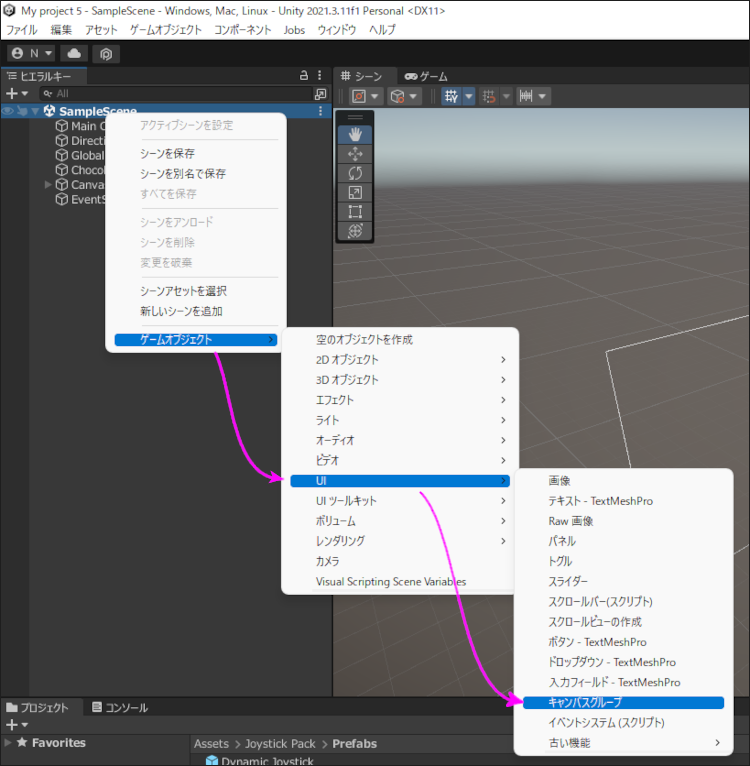 My project 5 - SampleScene - Windows, Mac, Linux - Unity 2021.3.11f1 Personal <DX11>
ファイル 編集 アセット ゲームオブジェクト コンポーネント Jobs ウィンドウ ヘルプ
N
ヒエラルキー
All
SampleScene
Main C
Directi
Global
Choco
Canva
EventS
アクティブシーンを設定
シーンを保存
シーンを別名で保存
すべてを保存
シーンをアンロード
シーンを削除
変更を破棄
シーンアセットを選択
新しいシーンを追加
ゲームオブジェクト
シーン ゲーム
空のオブジェクトを作成
2D オブジェクト
3D オブジェクト
エフェクト
ライト
オーディオ
ビデオ
UI
UI ツールキット
ボリューム
レンダリング
カメラ
Visual Scripting Scene Variables
画像
テキスト - TextMeshPro
Raw 画像
パネル
トグル
スライダー
スクロールバー(スクリプト)
スクロールビューの作成
ボタン - TextMeshPro
ドロップダウン - TextMeshPro
入力フィールド - TextMeshPro
キャンバスグループ
イベントシステム (スクリプト)
古い機能
プロジェクト コンソール
Favorites
Assets > Joystick Pack > Prefabs
Dynamic Joystick